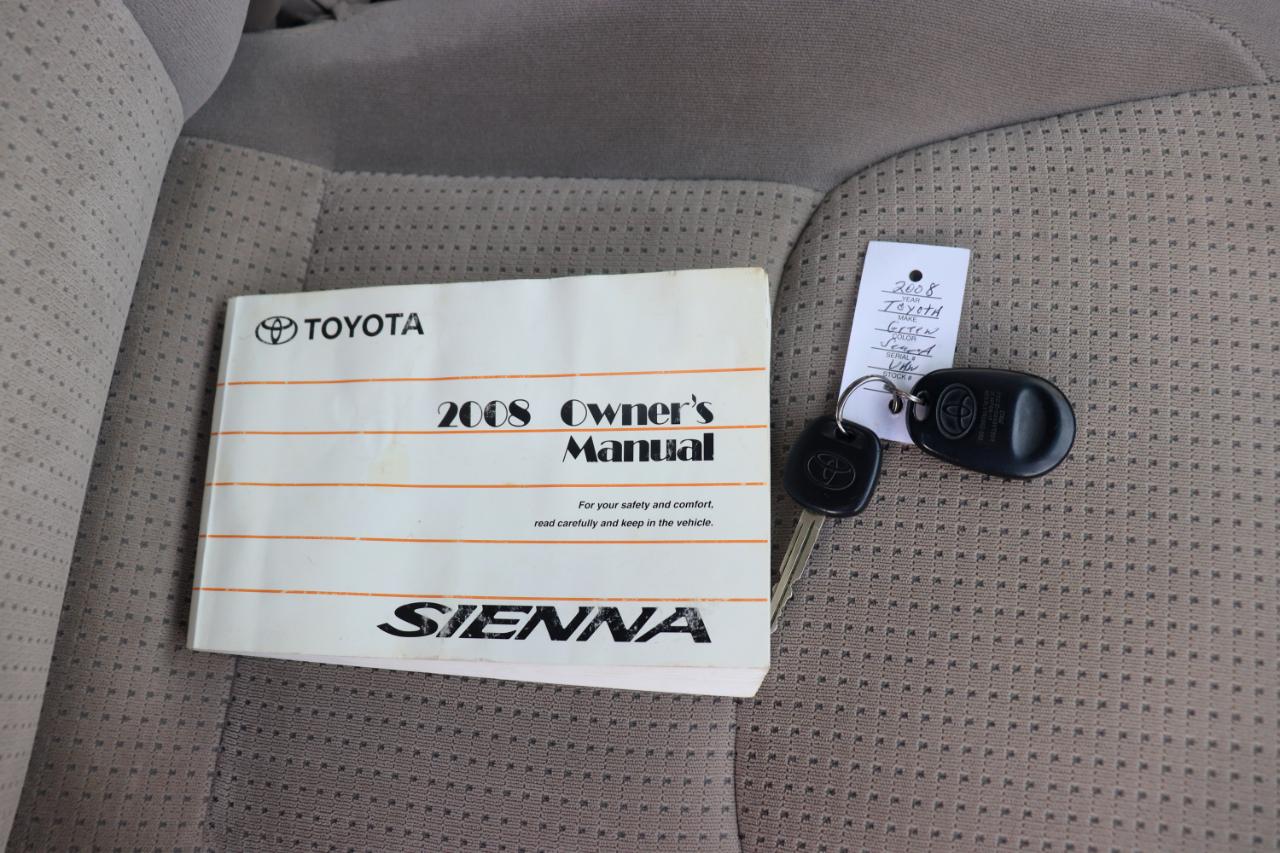 TOYOTA
2008 Owner's
Manual
For your safety and comfort,
read carefully and keep in the vehicle.
SIENNA
2008
YEAR
TOYOTA
MAKE
Green
COLOR
Sienna
SERIAL#
VAN
STOCK #